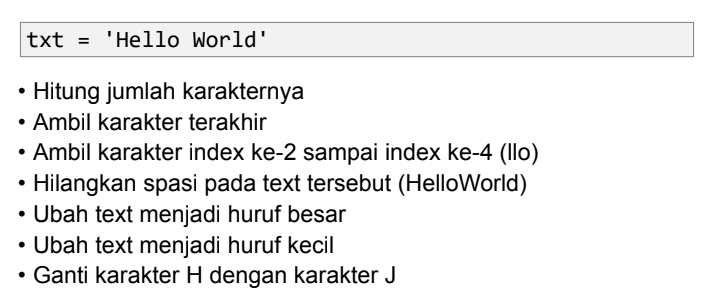 txt = 'Hello World'
• Hitung jumlah karakternya
• Ambil karakter terakhir
• Ambil karakter index ke-2 sampai index ke-4 (llo)
• Hilangkan spasi pada text tersebut (HelloWorld)
• Ubah text menjadi huruf besar
• Ubah text menjadi huruf kecil
• Ganti karakter H dengan karakter J